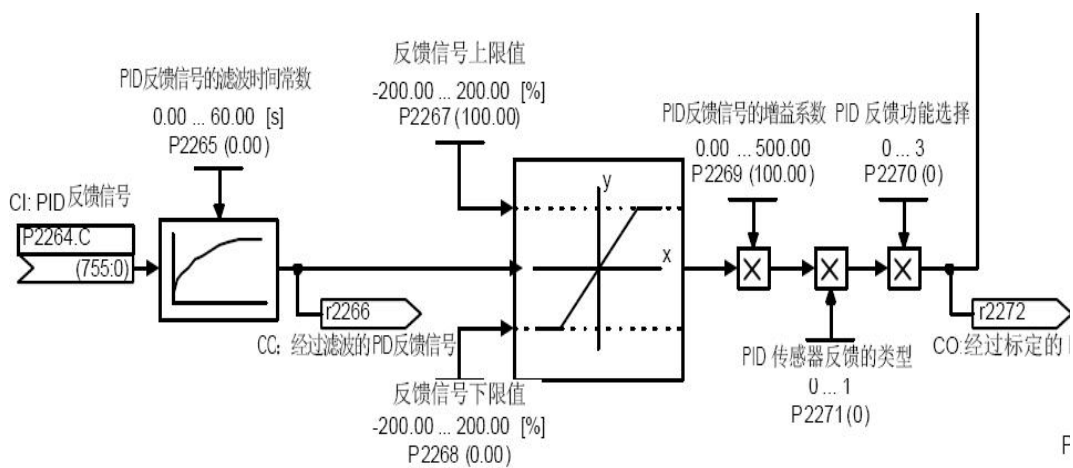 反馈信号上限值
-200.00 ... 200.00 [%]
P2267 (100.00)
PID反馈信号的滤波时间常数
0.00 ... 60.00 [s]
P2265 (0.00)
PID反馈信号的增益系数
0.00 ... 500.00
P2269 (100.00)
PID 反馈功能选择
0 ... 3
P2270 (0)
CI: PID反馈信号
P2264.C
(755:0)
y
x
r2266
CC: 经过滤波的PID反馈信号
反馈信号下限值
-200.00 ... 200.00 [%]
P2268 (0.00)
X
X
X
PID 传感器反馈的类型
0 ... 1
P2271(0)
r2272
CO:经过标定的
P